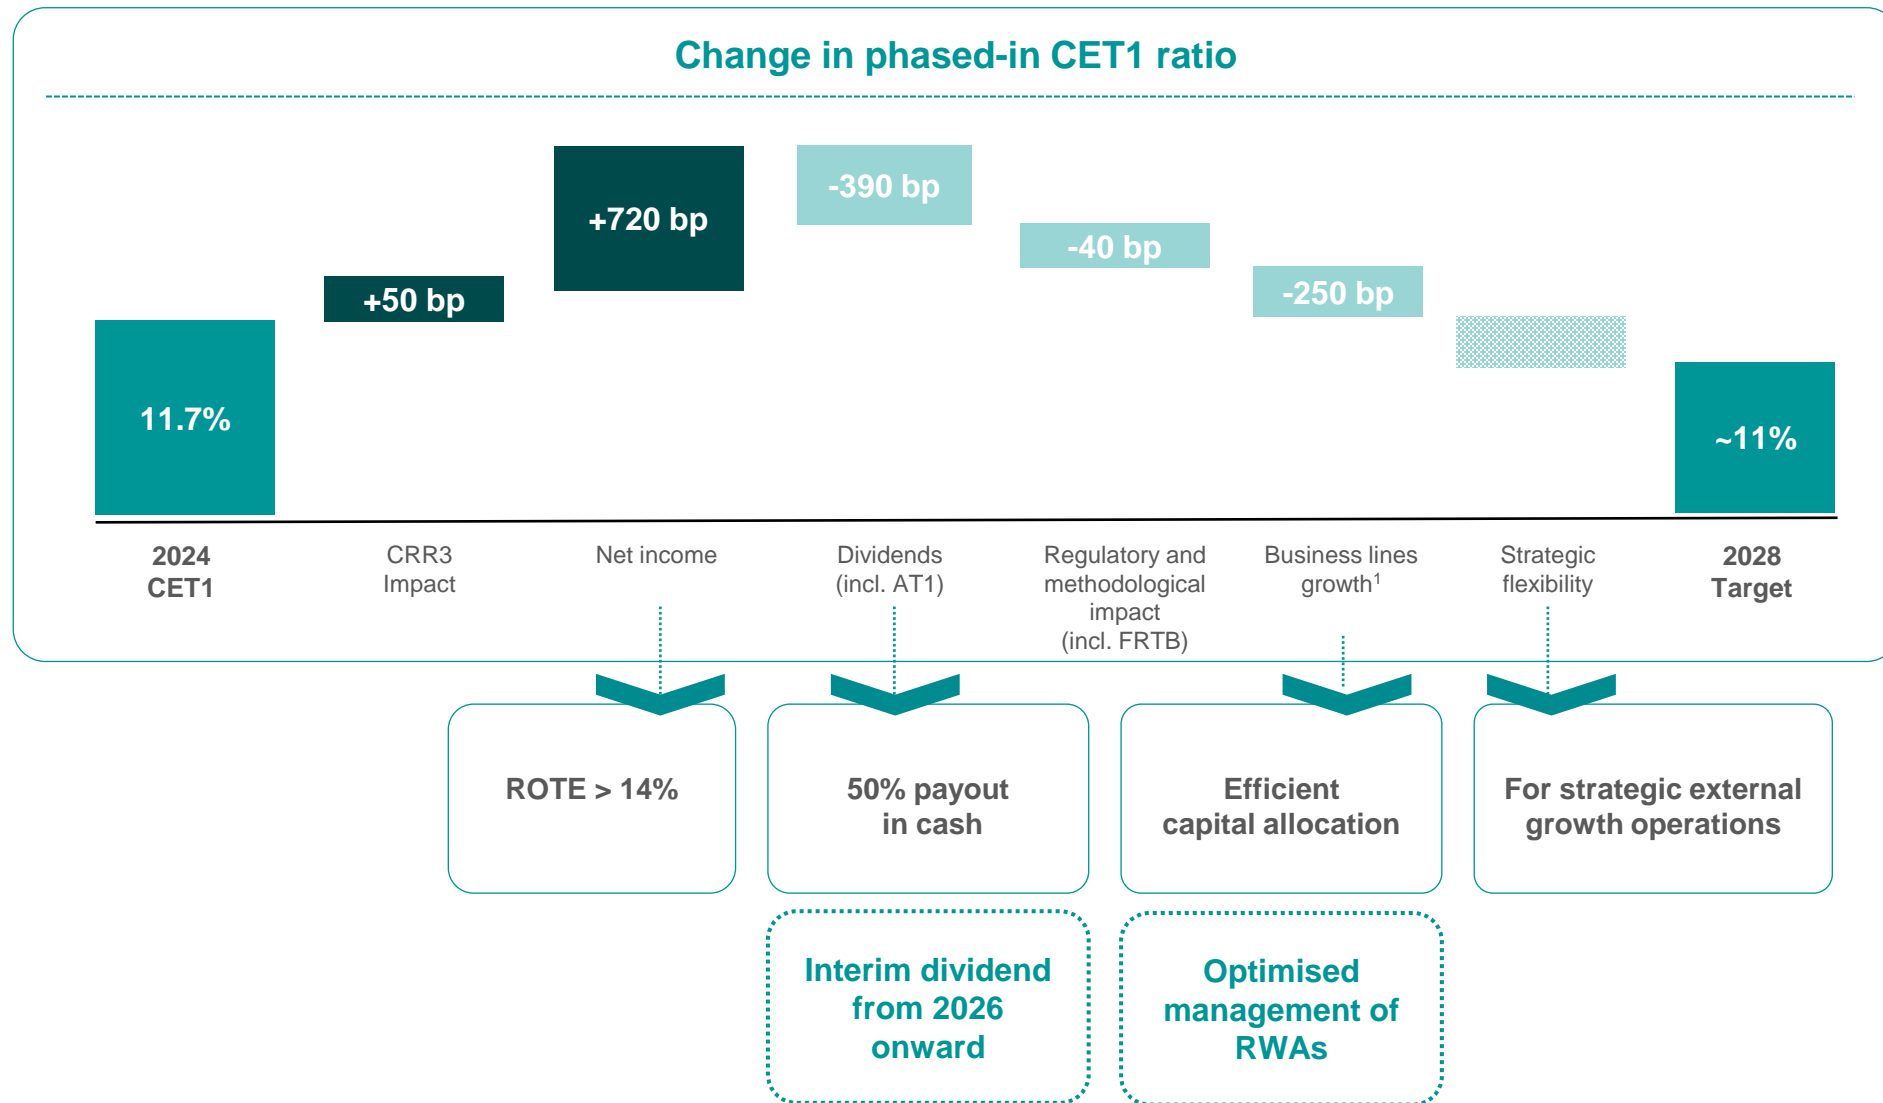 Change in phased-in CET1 ratio
11.7%
+50 bp
+720 bp
-390 bp
-40 bp
-250 bp
~11%
2024
CET1
CRR3
Impact
Net income
Dividends
(incl. AT1)
Regulatory and
methodological
impact
(incl. FRTB)
Business lines
growth¹
Strategic
flexibility
2028
Target
ROTE > 14%
50% payout
in cash
Efficient
capital allocation
For strategic external
growth operations
Interim dividend
from 2026
onward
Optimised
management of
RWAs